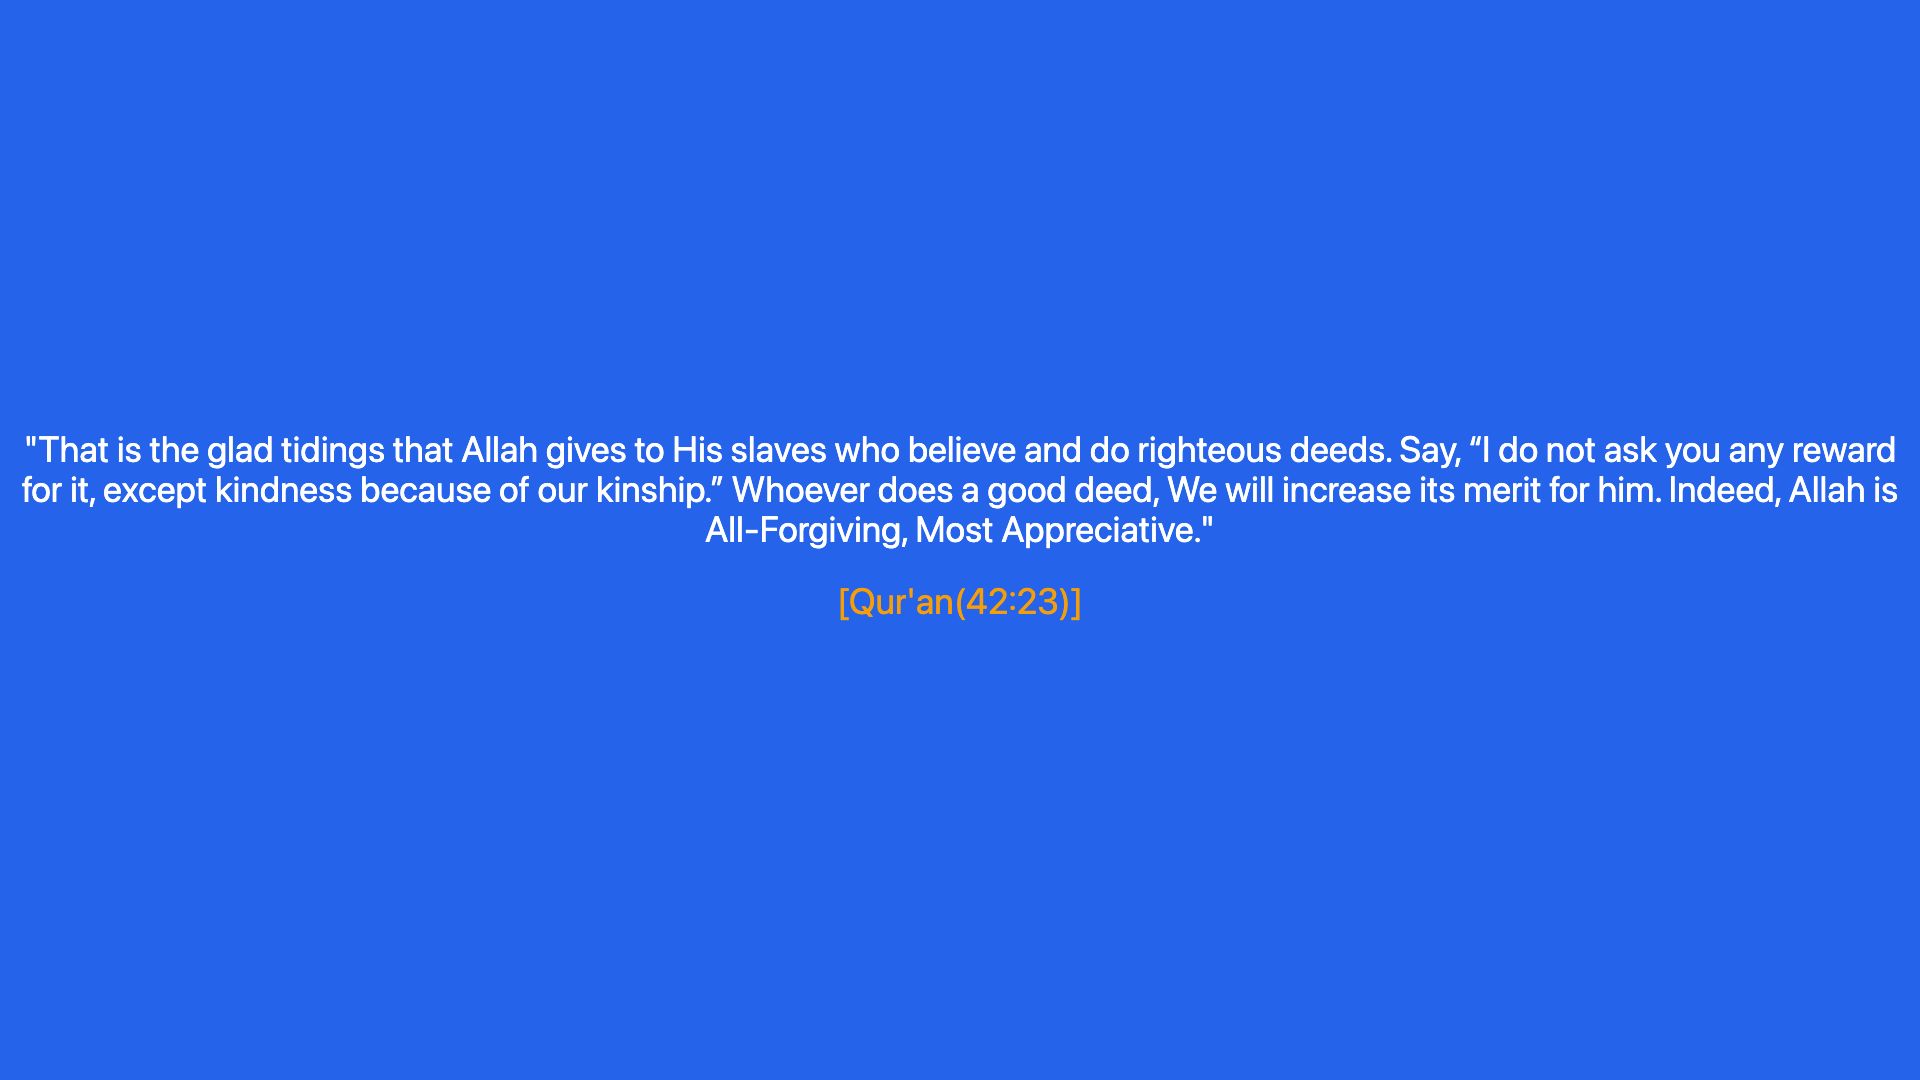 "That is the glad tidings that Allah gives to His slaves who believe and do righteous deeds. Say, “I do not ask you any reward
for it, except kindness because of our kinship.” Whoever does a good deed, We will increase its merit for him. Indeed, Allah is
All-Forgiving, Most Appreciative."
[Qur'an(42:23)]